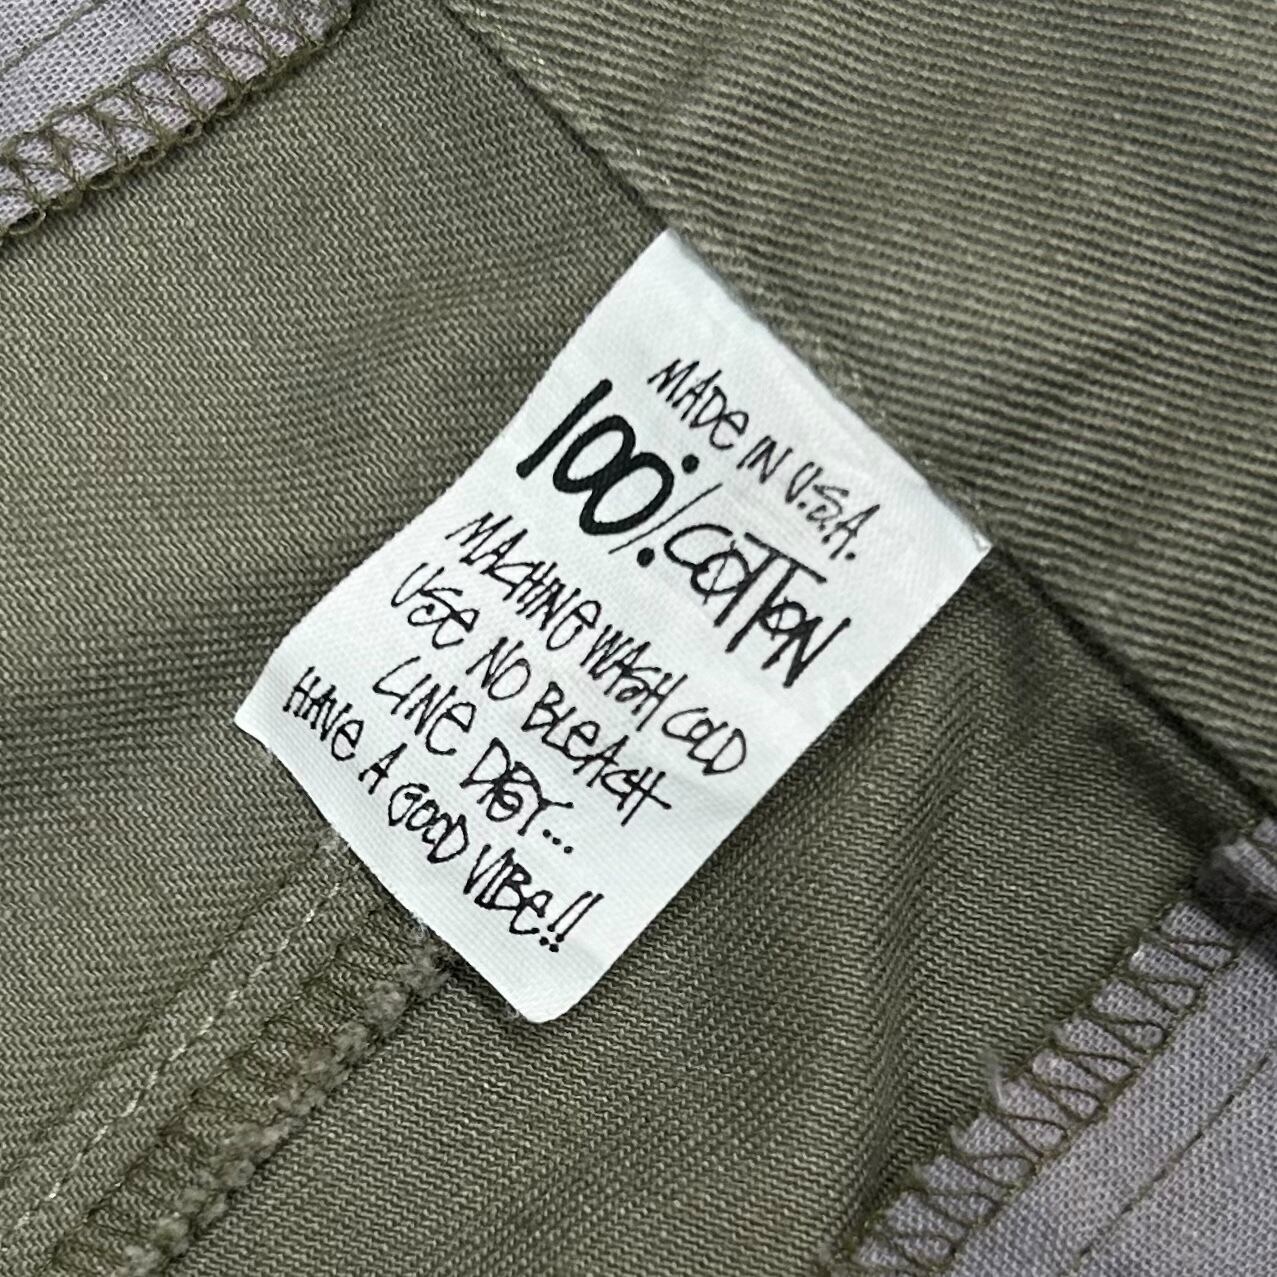 MADE IN U.S.A.
100% COTTON
MACHINE WASH COLD
USE NO BLEACH
LINE DRY...
HAVE A GOOD VIBE!!